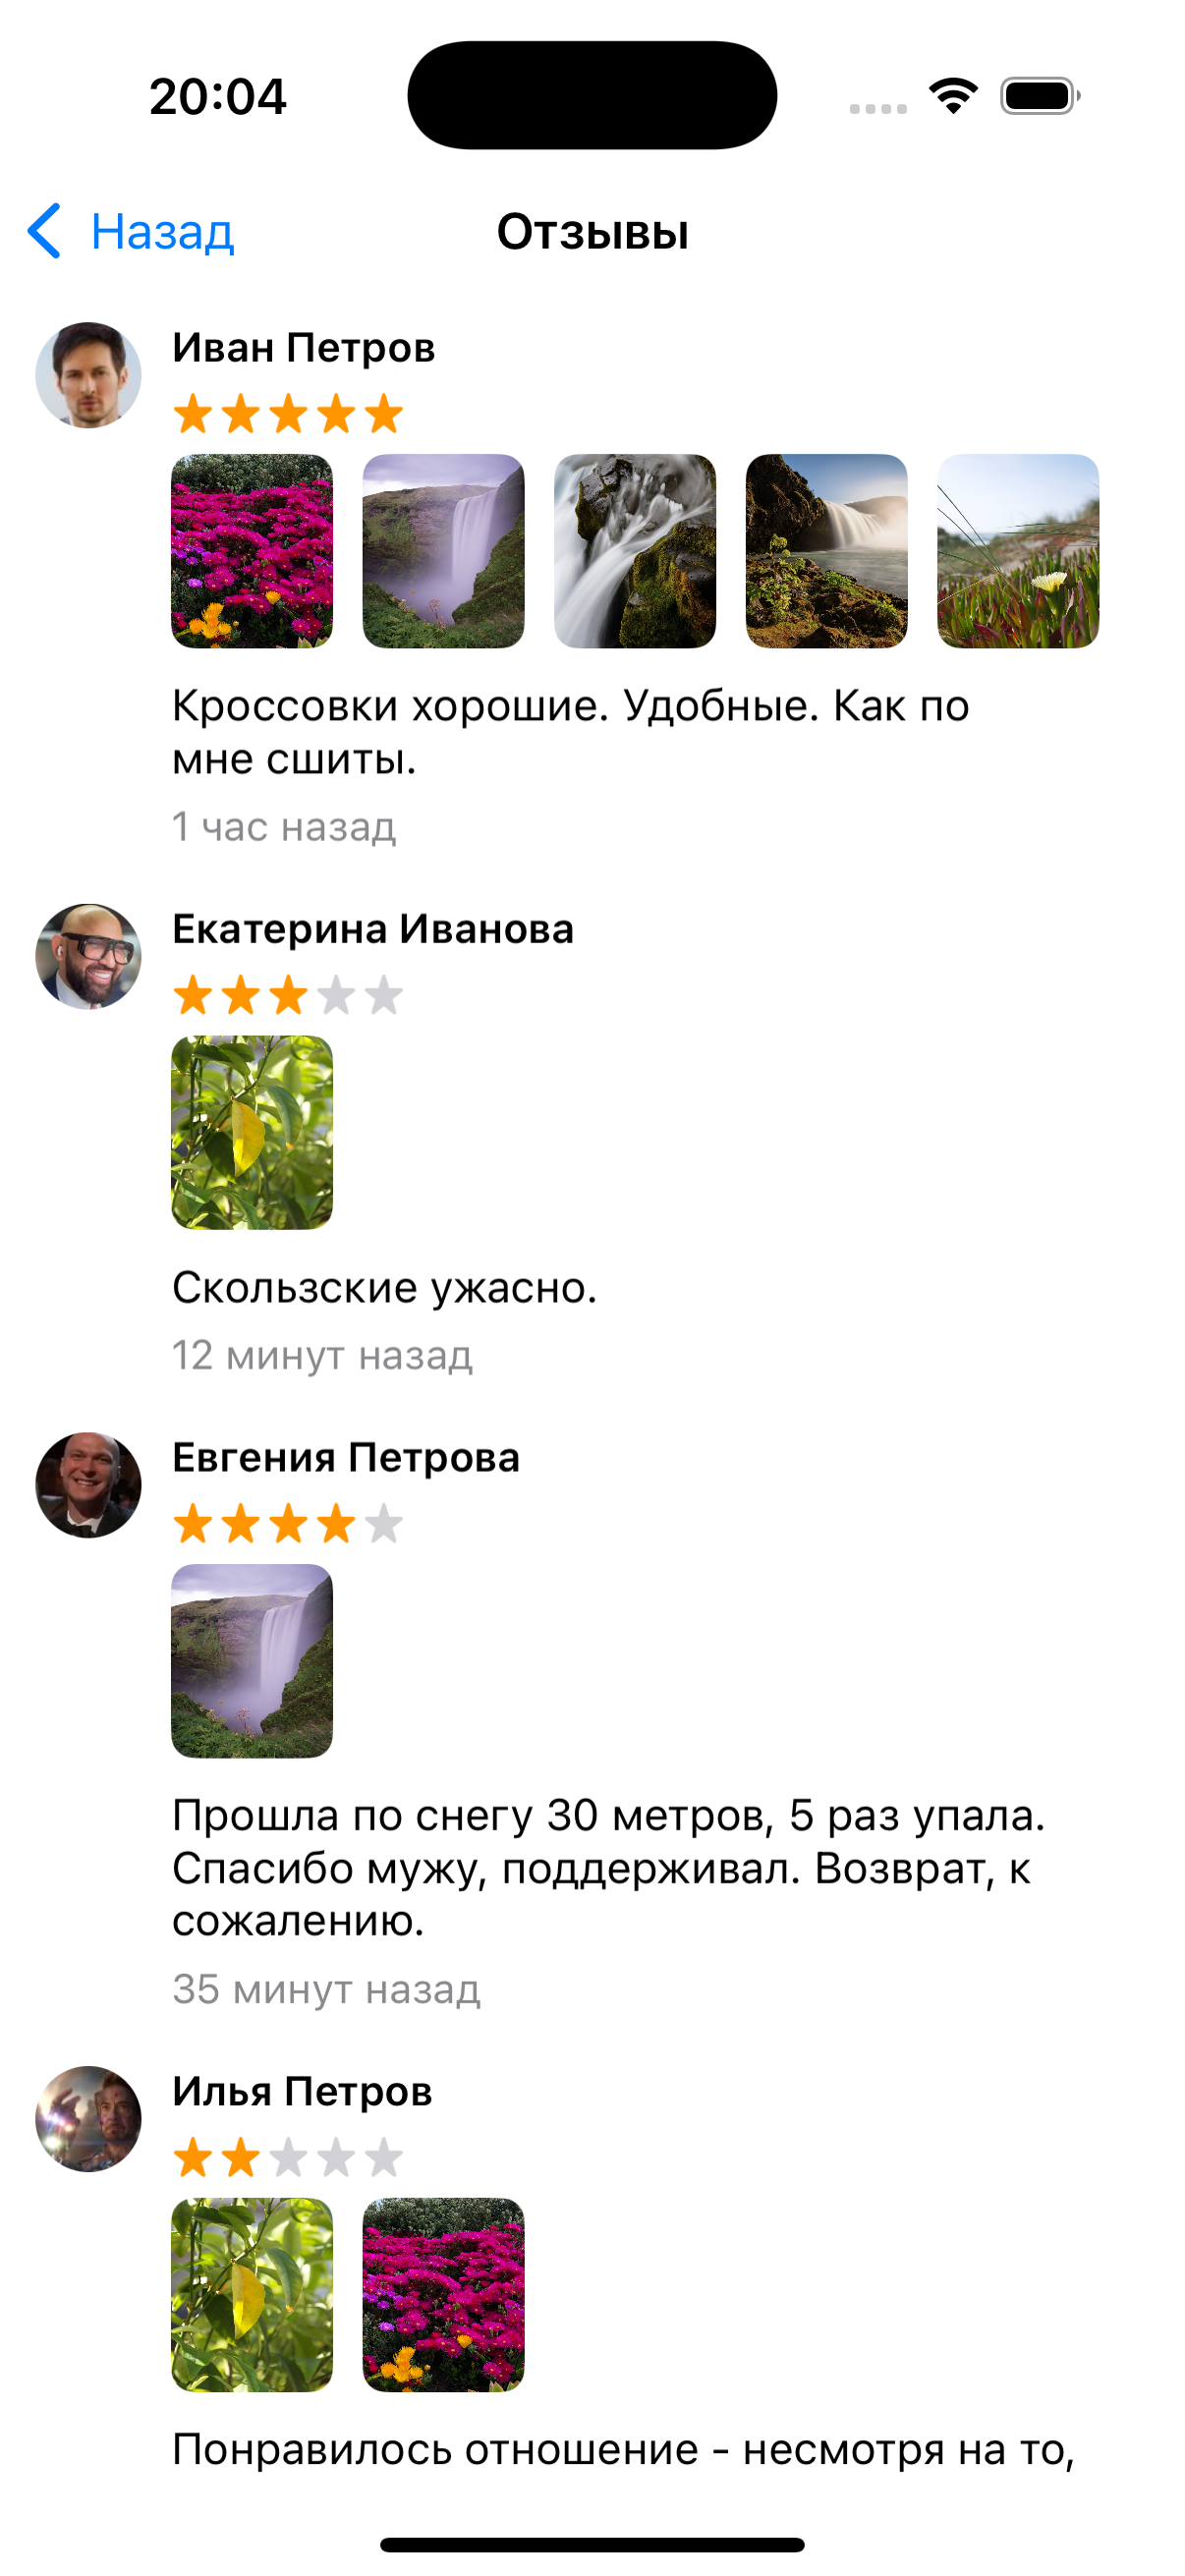 20:04
Назад
Отзывы
Иван Петров
Кроссовки хорошие. Удобные. Как по
мне сшиты.
1 час назад
Екатерина Иванова
Скользские ужасно.
12 минут назад
Евгения Петрова
Прошла по снегу 30 метров, 5 раз упала.
Спасибо мужу, поддерживал. Возврат, к
сожалению.
35 минут назад
Илья Петров
Понравилось отношение - несмотря на то,